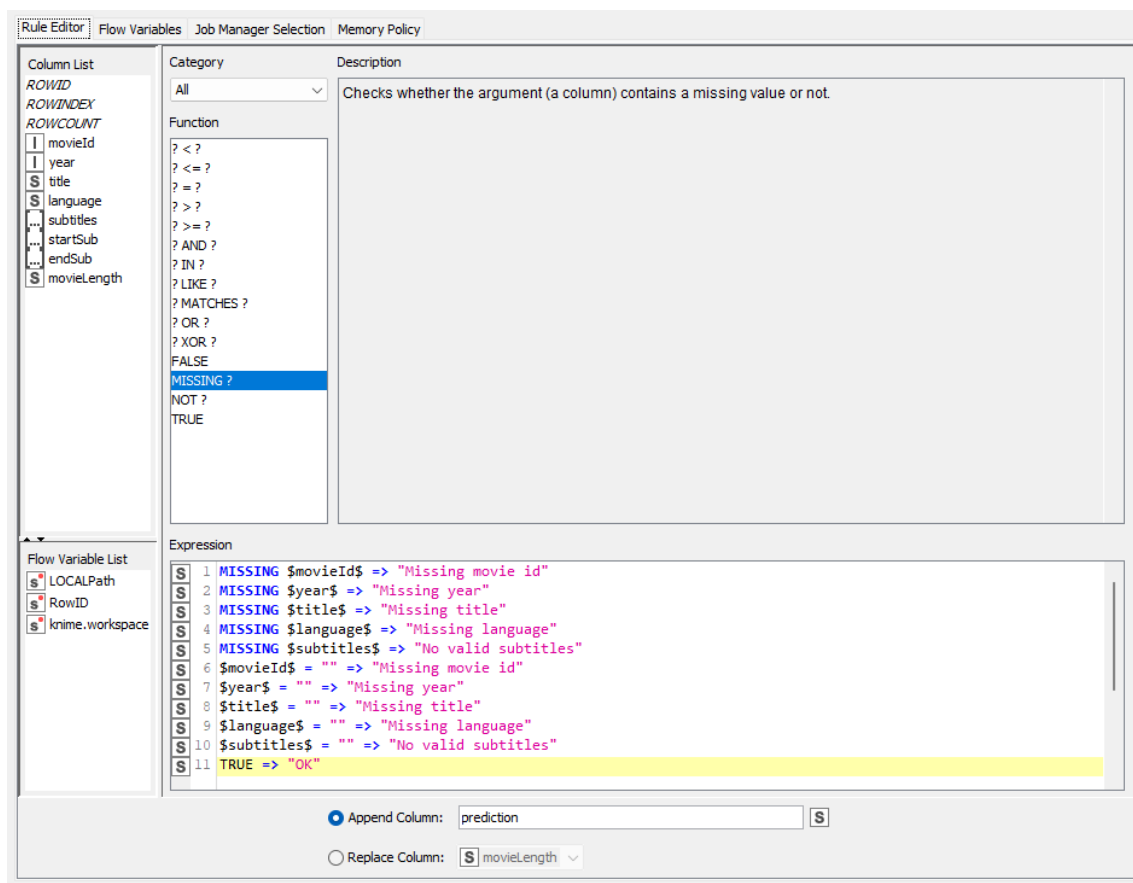 Rule Editor Flow Variables Job Manager Selection Memory Policy
Column List
ROWID
ROWINDEX
ROWCOUNT
I movieId
I year
S title
S language
... subtitles
... startSub
... endSub
S movieLength
Category
All
Function
? < ?
? <= ?
? = ?
? > ?
? >= ?
? AND ?
? IN ?
? LIKE ?
? MATCHES ?
? OR ?
? XOR ?
FALSE
MISSING ?
NOT ?
TRUE
Description
Checks whether the argument (a column) contains a missing value or not.
Flow Variable List
s LOCALPath
s RowID
s knime.workspace
Expression
S 1 MISSING $movieId$ => "Missing movie id"
S 2 MISSING $year$ => "Missing year"
S 3 MISSING $title$ => "Missing title"
S 4 MISSING $language$ => "Missing language"
S 5 MISSING $subtitles$ => "No valid subtitles"
S 6 $movieId$ = "" => "Missing movie id"
S 7 $year$ = "" => "Missing year"
S 8 $title$ = "" => "Missing title"
S 9 $language$ = "" => "Missing language"
S 10 $subtitles$ = "" => "No valid subtitles"
S 11 TRUE => "OK"
Append Column: prediction S
Replace Column: S movieLength